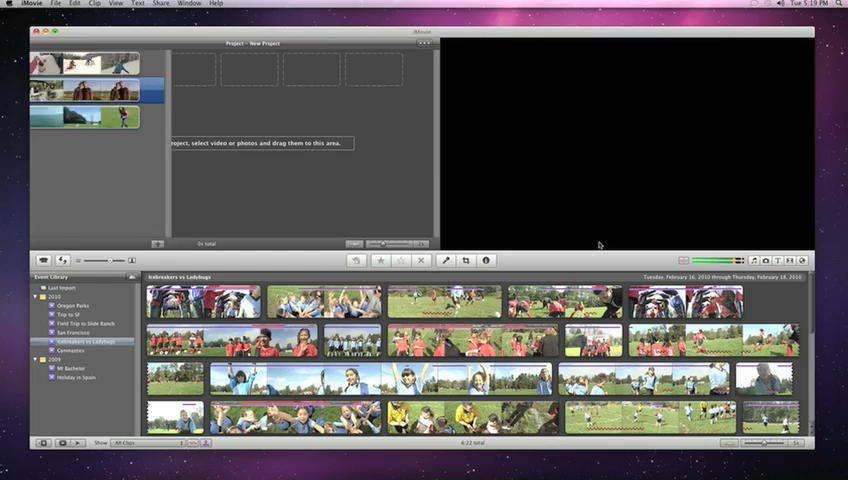 iMovie File Edit Clip View Text Share Window Help
Tue 5:19 PM
iMovie
Project - New Project
roject, select video or photos and drag them to this area.
0s total
Event Library
Icebreakers vs Ladybugs
Tuesday, February 16, 2010 through Thursday, February 18, 2010
Last Import
2010
Oregon Parks
Trip to SF
Field Trip to Slide Ranch
San Francisco
Icebreakers vs Ladybugs
Gymnastics
2009
Mt Bachelor
Holiday in Spain
Show All Clips
6:22 total
5s